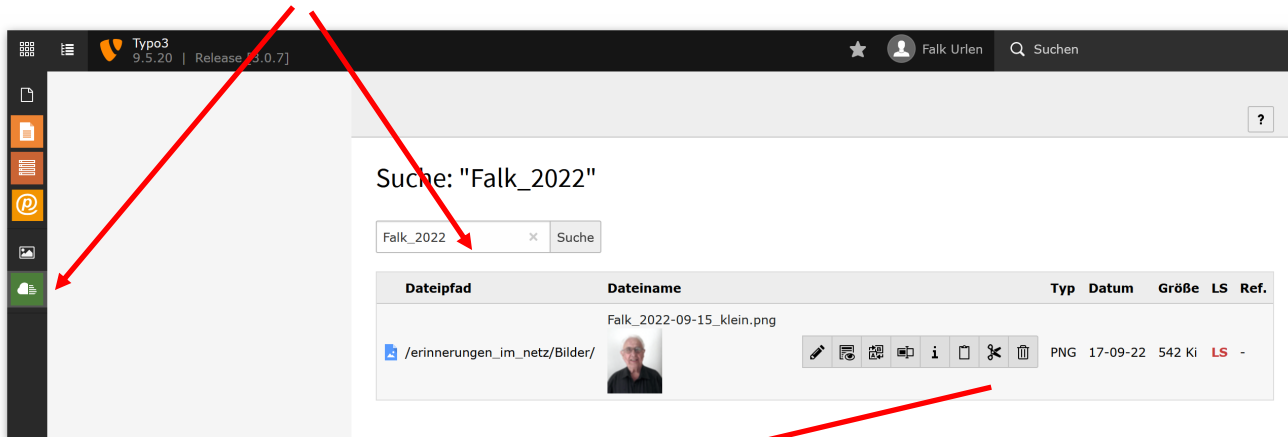 Typo3
9.5.20 | Release [3.0.7]
Falk Urlen
Suchen
?
Suche: "Falk_2022"
Falk_2022 × Suche
Dateipfad Dateiname Typ Datum Größe LS Ref.
Falk_2022-09-15_klein.png
/erinnerungen_im_netz/Bilder/ PNG 17-09-22 542 Ki LS -